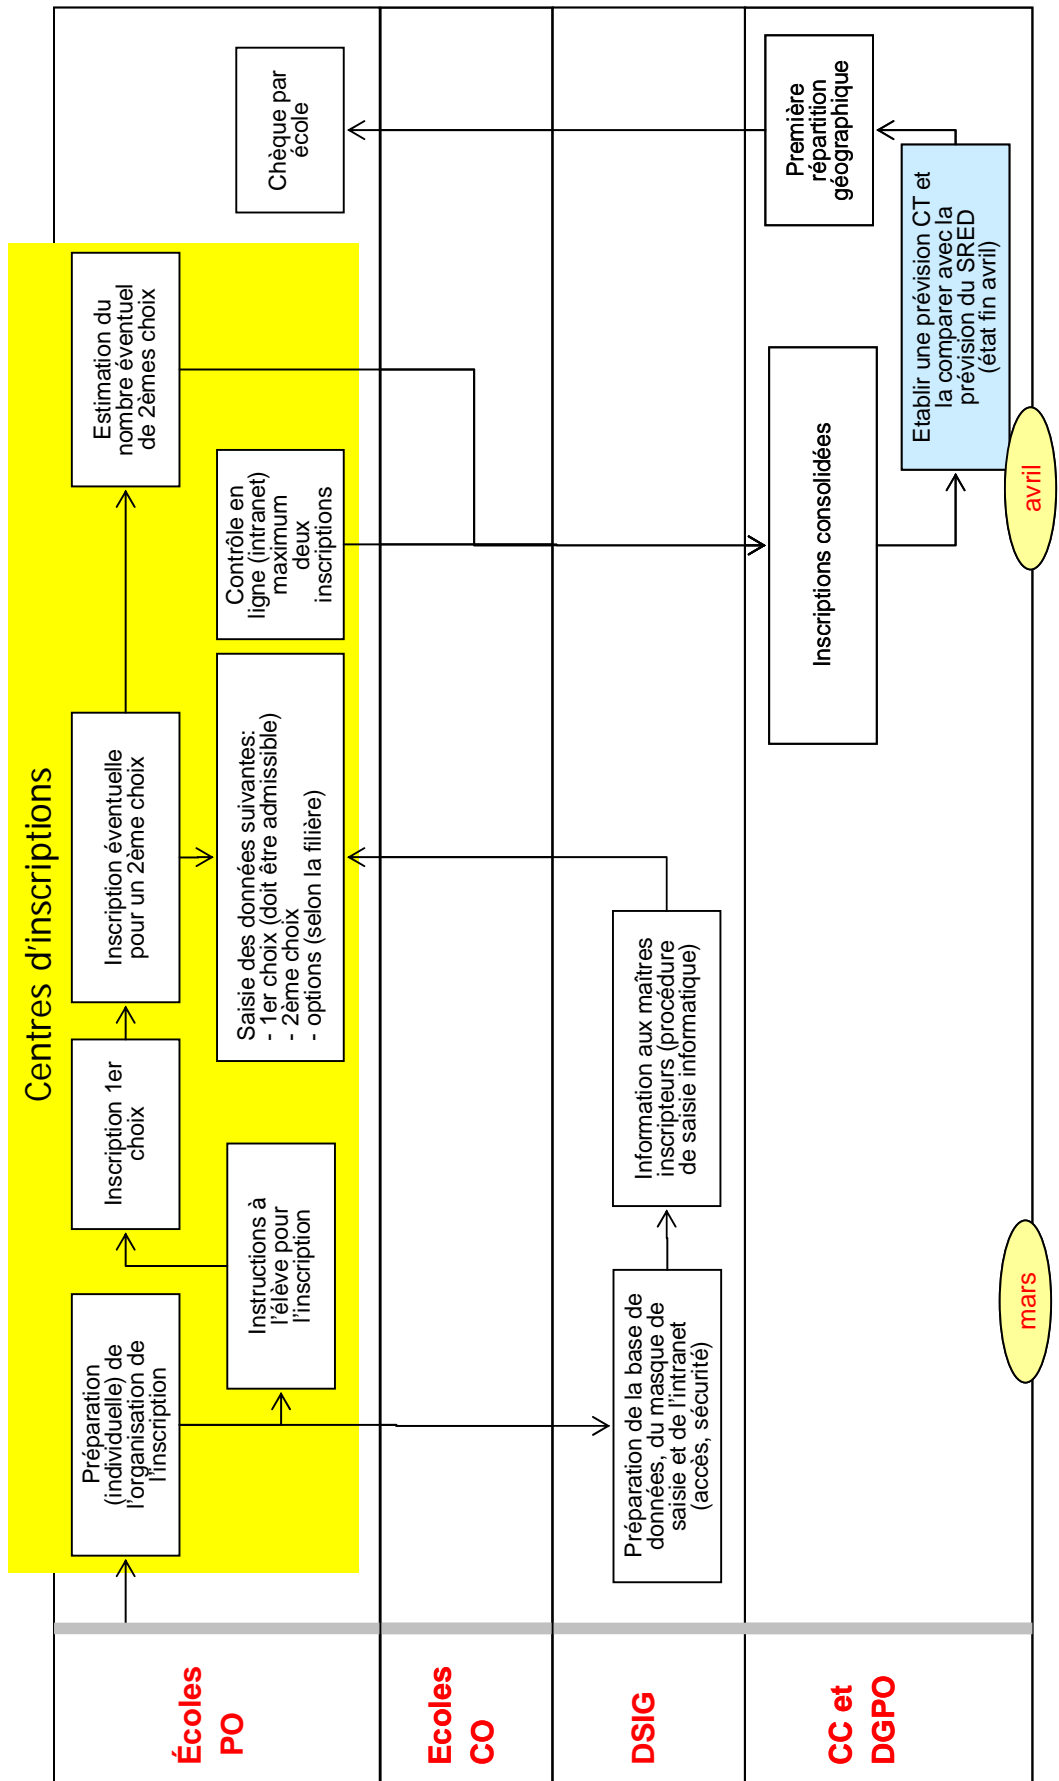 Centres d'inscriptions
Écoles
PO
Préparation
(individuelle) de
l'organisation de
l'inscription
Inscription 1er
choix
Inscription éventuelle
pour un 2ème choix
Estimation du
nombre éventuel
de 2èmes choix
Instructions à
l'élève pour
l'inscription
Saisie des données suivantes:
- 1er choix (doit être admissible)
- 2ème choix
- options (selon la filière)
Contrôle en
ligne (intranet)
maximum
deux
inscriptions
Chèque par
école
Ecoles
CO
DSIG
Préparation de la base de
données, du masque de
saisie et de l'intranet
(accès, sécurité)
Information aux maîtres
inscripteurs (procédure
de saisie informatique)
CC et
DGPO
Inscriptions consolidées
Première
répartition
géographique
Etablir une prévision CT et
la comparer avec la
prévision du SRED
(état fin avril)
mars
avril